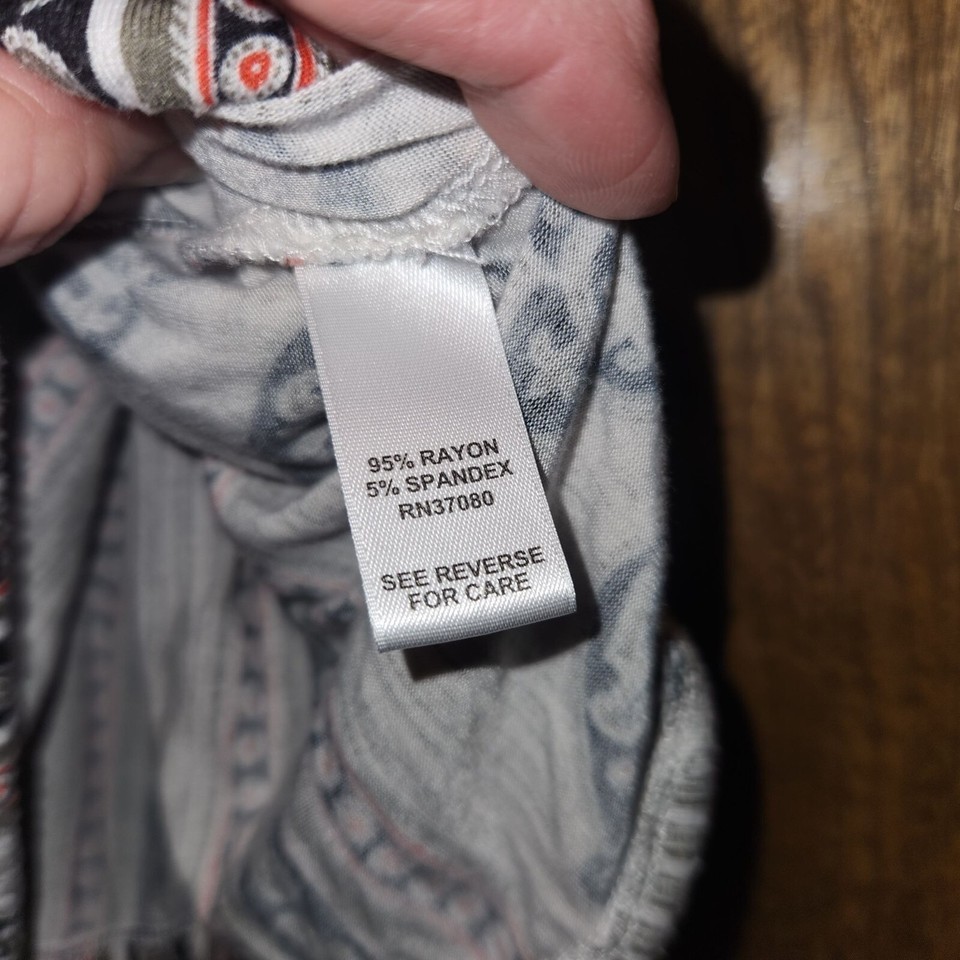 95% RAYON
5% SPANDEX
RN37080
SEE REVERSE
FOR CARE